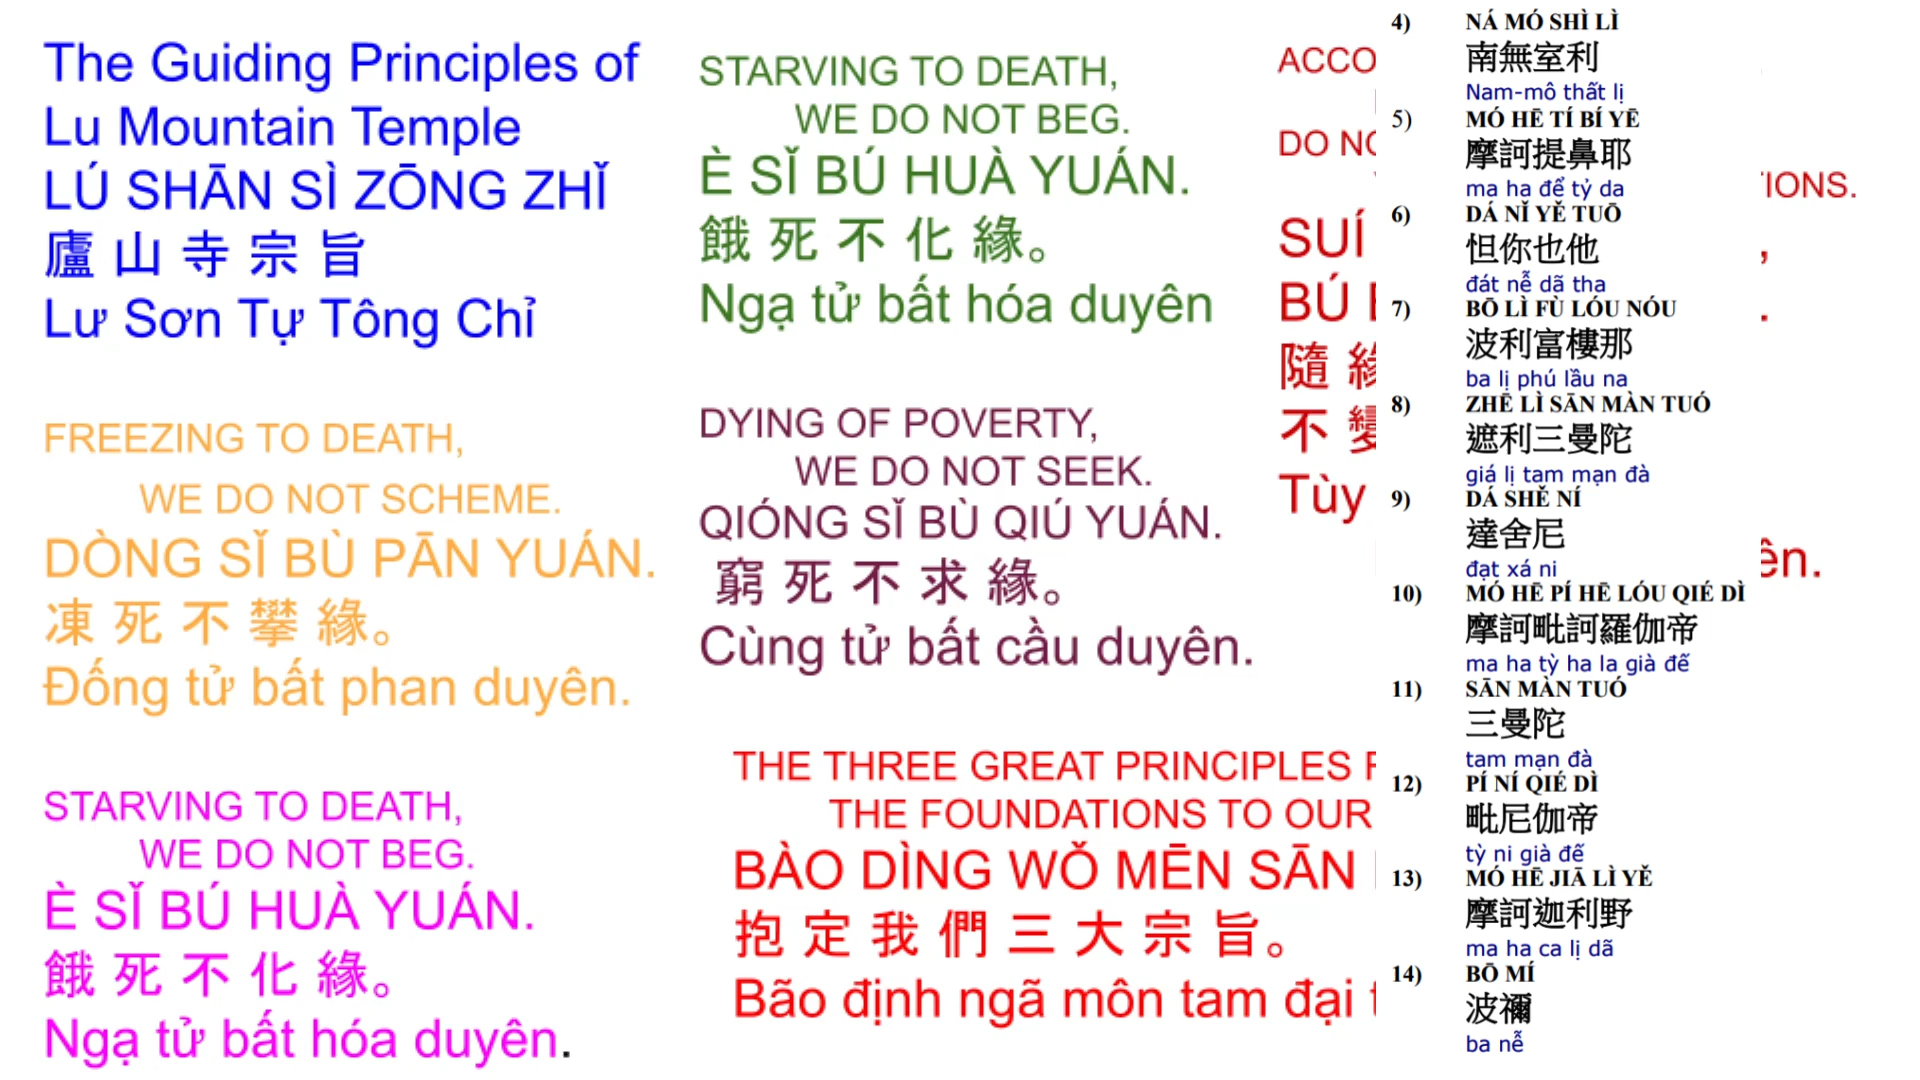 The Guiding Principles of
Lu Mountain Temple
LÚ SHĀN SÌ ZŌNG ZHǏ
廬 山 寺 宗 旨
Lư Sơn Tự Tông Chỉ
FREEZING TO DEATH,
WE DO NOT SCHEME.
DÒNG SǏ BÙ PĀN YUÁN.
凍 死 不 攀 緣。
Đống tử bất phan duyên.
STARVING TO DEATH,
WE DO NOT BEG.
È SǏ BÚ HUÀ YUÁN.
餓 死 不 化 緣。
Ngạ tử bất hóa duyên.
STARVING TO DEATH,
WE DO NOT BEG.
È SǏ BÚ HUÀ YUÁN.
餓 死 不 化 緣。
Ngạ tử bất hóa duyên
DYING OF POVERTY,
WE DO NOT SEEK.
QIÓNG SǏ BÙ QIÚ YUÁN.
窮 死 不 求 緣。
Cùng tử bất cầu duyên.
THE THREE GREAT PRINCIPLES
THE FOUNDATIONS TO OUR
BÀO DÌNG WǑ MĒN SĀN
抱 定 我 們 三 大 宗 旨。
Bão định ngã môn tam đại
DO
SUÍ
BÚ
隨 緣
不 變
Tùy
4) NÁ MÓ SHÌ LÌ
南無室利
Nam-mô thất lị
5) MÓ HĒ TÍ BÍ YĒ
摩訶提鼻耶
ma ha để tỷ da
6) DÁ NǏ YĚ TUŌ
怛你也他
đát nễ dã tha
7) BŌ LÌ FÙ LÓU NÓU
波利富樓那
ba lị phú lầu na
8) ZHĒ LÌ SĀN MÀN TUÓ
遮利三曼陀
giá lị tam mạn đà
9) DÁ SHĚ NÍ
達舍尼
đạt xá ni
10) MÓ HĒ PÍ HĒ LÓU QIÉ DÌ
摩訶毗訶羅伽帝
ma ha tỳ ha la già đế
11) SĀN MÀN TUÓ
三曼陀
tam mạn đà
12) PÍ NÍ QIÉ DÌ
毗尼伽帝
tỳ ni già đế
13) MÓ HĒ JIĀ LÌ YĚ
摩訶迦利野
ma ha ca lị dã
14) BŌ MÍ
波禰
ba nễ